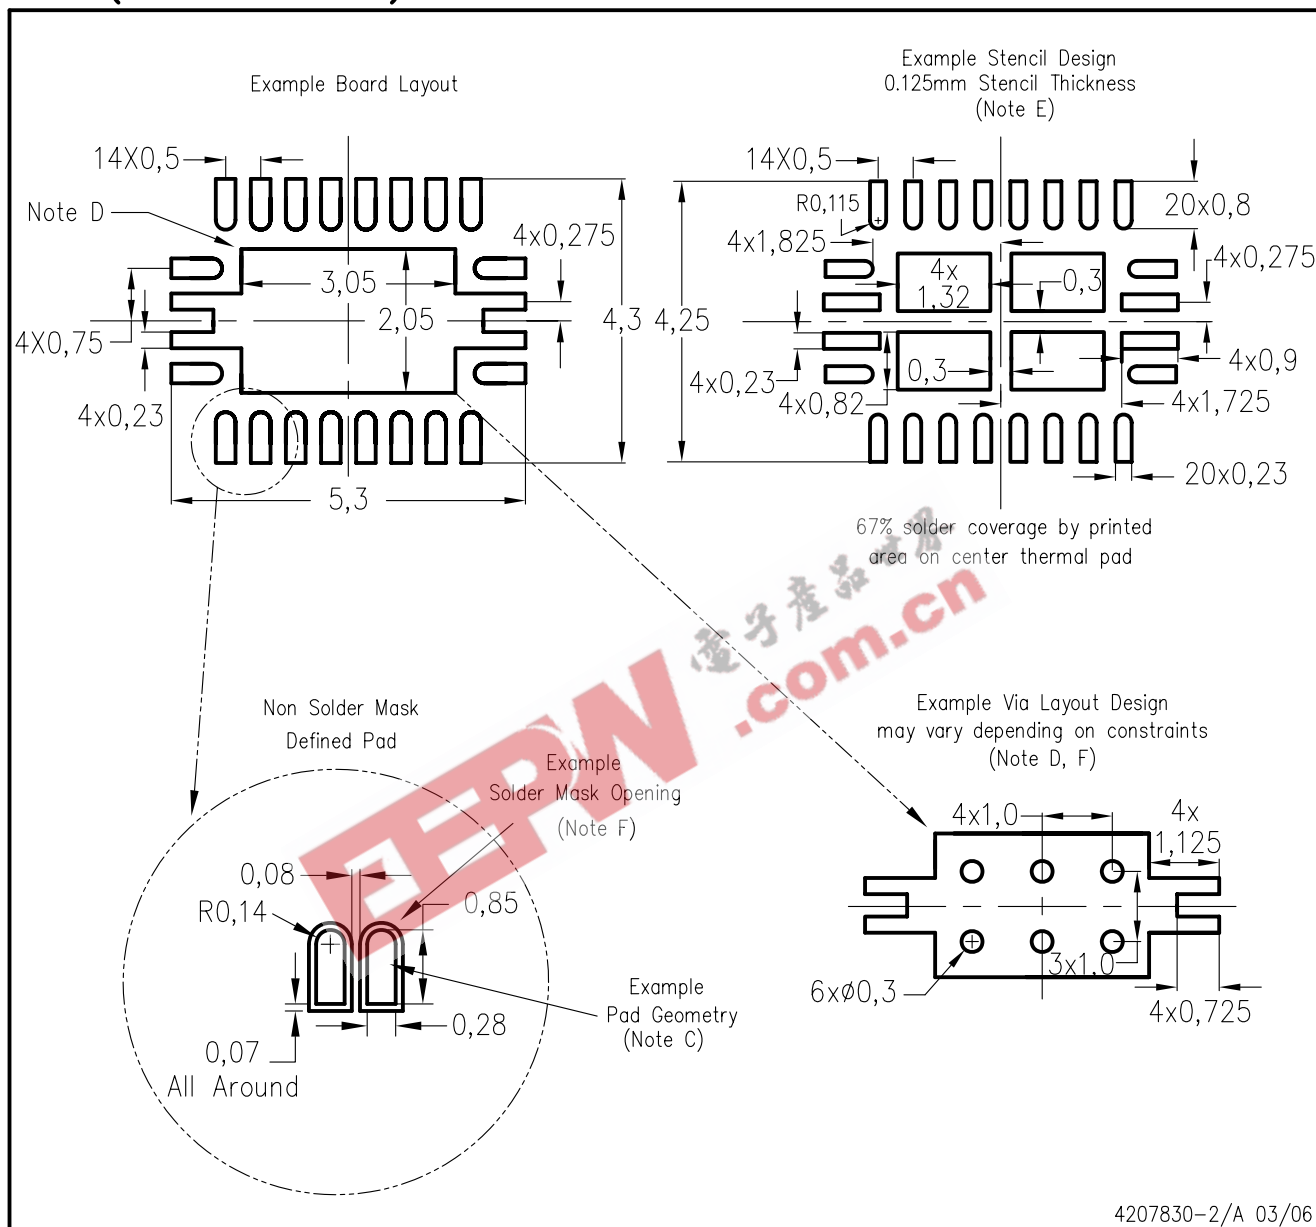 Example Board Layout
14X0,5
Note D
4x0,275
3,05
2,05
4,3
4X0,75
4x0,23
5,3
Example Stencil Design
0.125mm Stencil Thickness
(Note E)
14X0,5
R0,115
20x0,8
4x1,825
4x0,275
4x
1,32
0,3
4,25
4x0,23
0,3
4x0,9
4x0,82
4x1,725
20x0,23
67% solder coverage by printed
area on center thermal pad
電子産品世界
EEPW.com.cn
Non Solder Mask
Defined Pad
Example
Solder Mask Opening
(Note F)
0,08
R0,14
0,85
0,28
0,07
All Around
Example
Pad Geometry
(Note C)
Example Via Layout Design
may vary depending on constraints
(Note D, F)
4x1,0
4x
1,125
3x1,0
6xø0,3
4x0,725
4207830-2/A 03/06